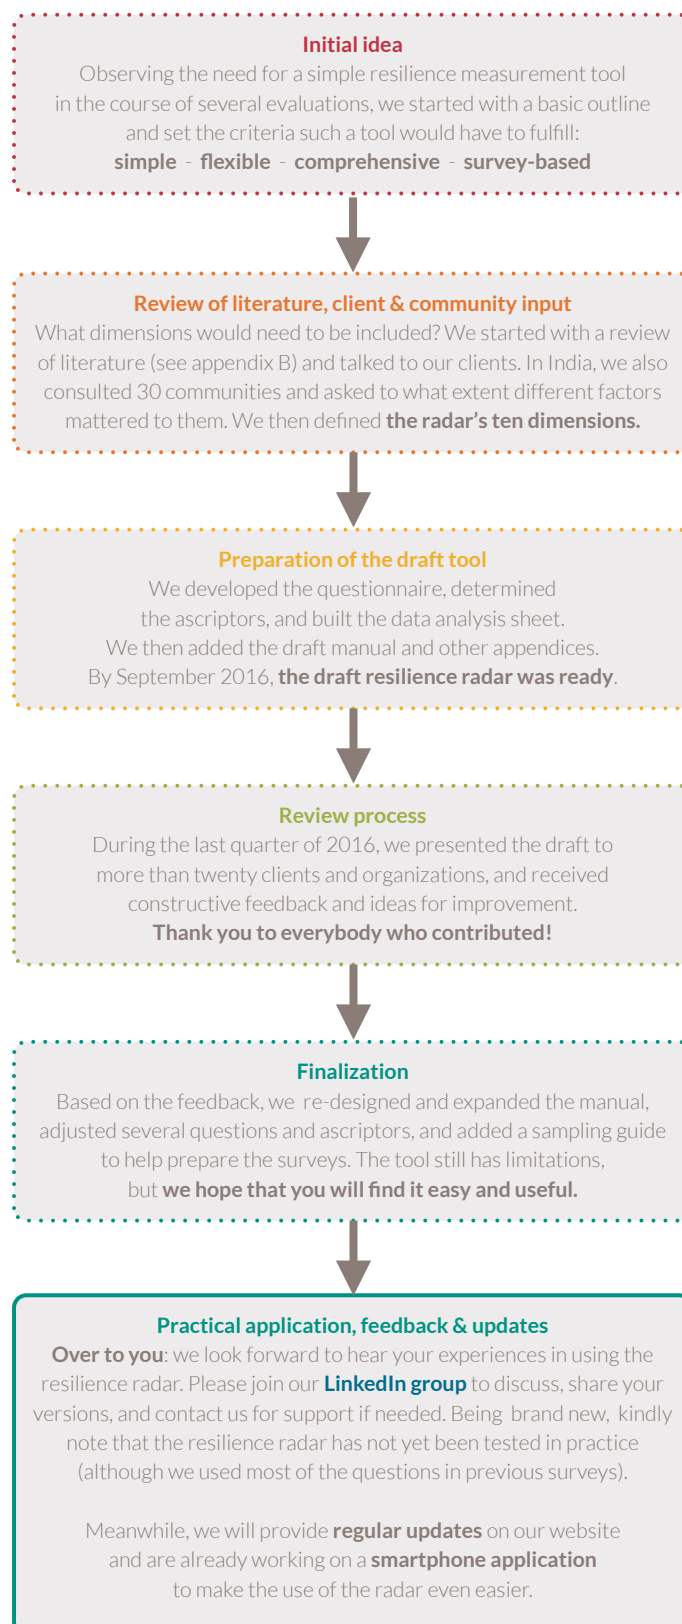 Initial idea
Observing the need for a simple resilience measurement tool
in the course of several evaluations, we started with a basic outline
and set the criteria such a tool would have to fulfill:
simple - flexible - comprehensive - survey-based
Review of literature, client & community input
What dimensions would need to be included? We started with a review
of literature (see appendix B) and talked to our clients. In India, we also
consulted 30 communities and asked to what extent different factors
mattered to them. We then defined the radar's ten dimensions.
Preparation of the draft tool
We developed the questionnaire, determined
the ascriptors, and built the data analysis sheet.
We then added the draft manual and other appendices.
By September 2016, the draft resilience radar was ready.
Review process
During the last quarter of 2016, we presented the draft to
more than twenty clients and organizations, and received
constructive feedback and ideas for improvement.
Thank you to everybody who contributed!
Finalization
Based on the feedback, we re-designed and expanded the manual,
adjusted several questions and ascriptors, and added a sampling guide
to help prepare the surveys. The tool still has limitations,
but we hope that you will find it easy and useful.
Practical application, feedback & updates
Over to you: we look forward to hear your experiences in using the
resilience radar. Please join our LinkedIn group to discuss, share your
versions, and contact us for support if needed. Being brand new, kindly
note that the resilience radar has not yet been tested in practice
(although we used most of the questions in previous surveys).
Meanwhile, we will provide regular updates on our website
and are already working on a smartphone application
to make the use of the radar even easier.